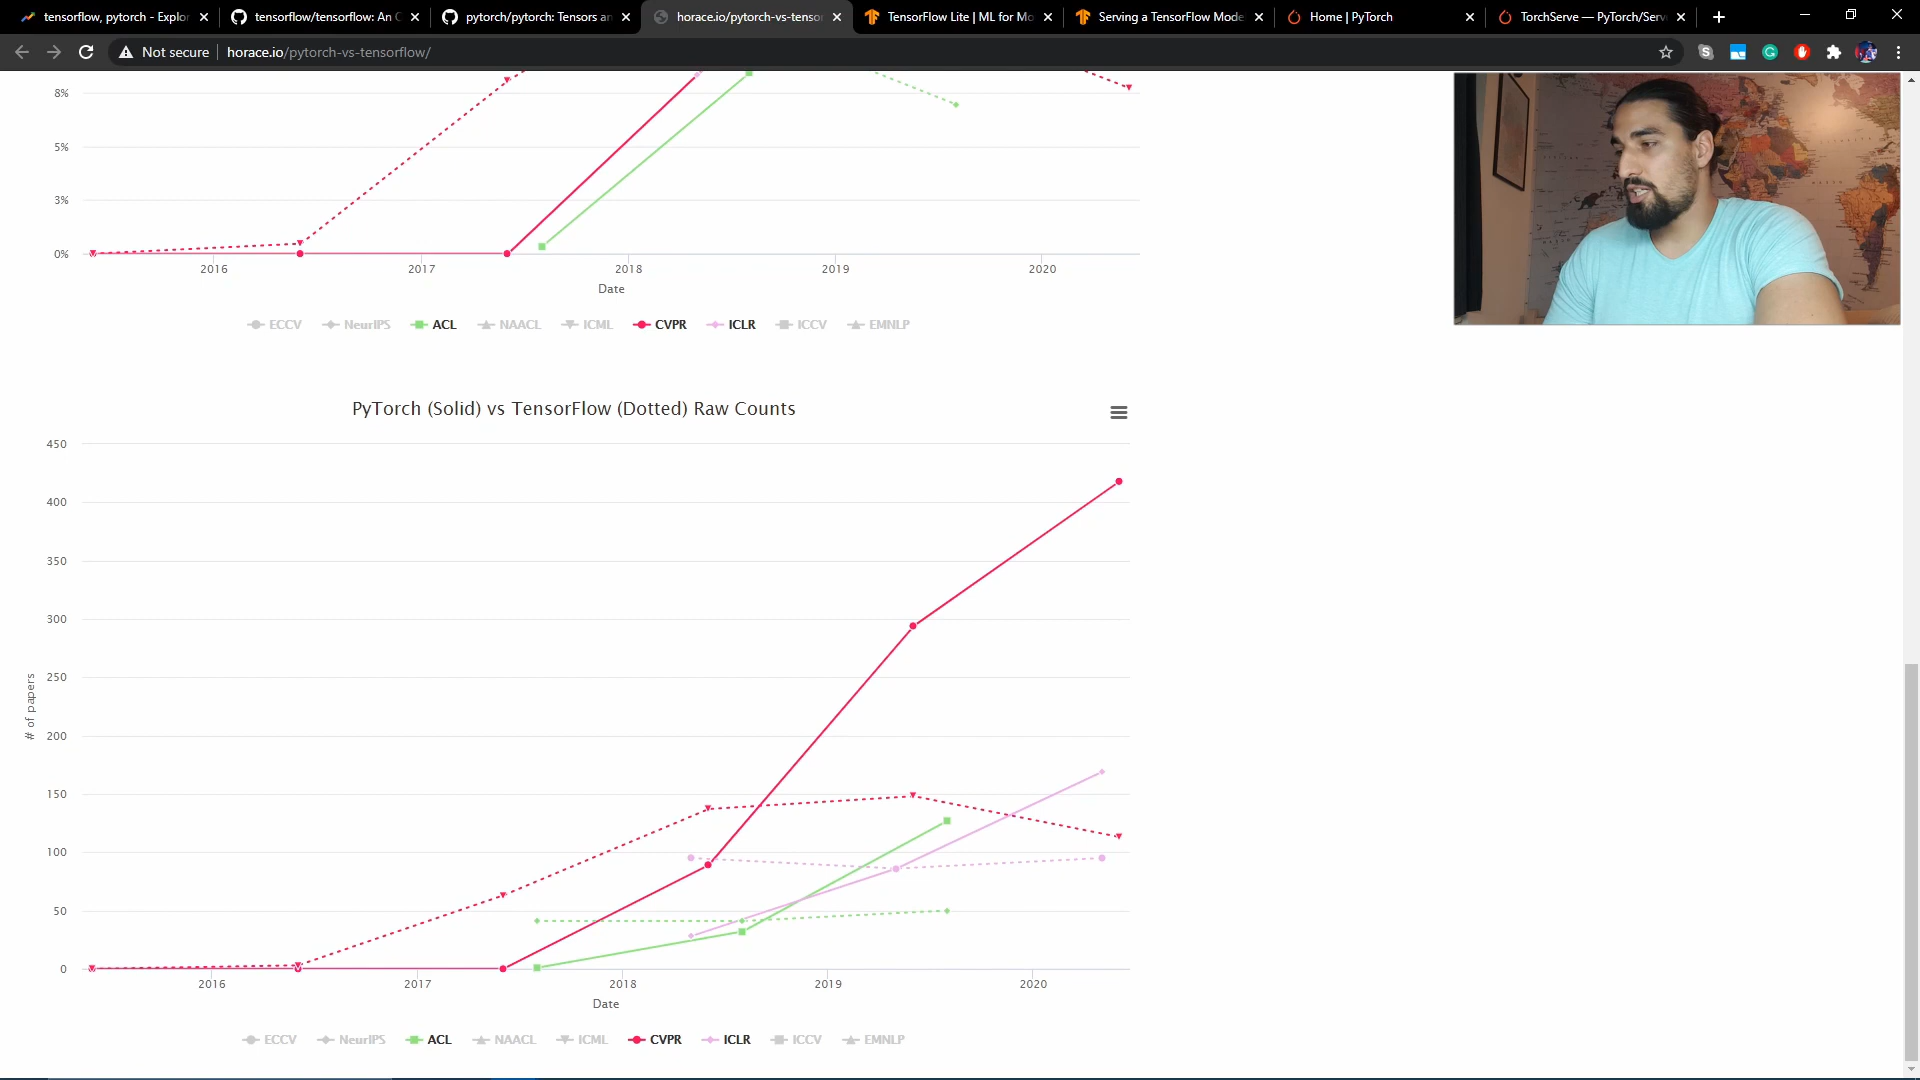 tensorflow, pytorch - Explor
tensorflow/tensorflow: An O
pytorch/pytorch: Tensors an
horace.io/pytorch-vs-tensor
TensorFlow Lite | ML for Mo
Serving a TensorFlow Mode
Home | PyTorch
TorchServe — PyTorch/Serv
Not secure
horace.io/pytorch-vs-tensorflow/
8%
5%
3%
0%
2016 2017 2018 2019 2020
Date
ECCV NeurIPS ACL NAACL ICML CVPR ICLR ICCV EMNLP
PyTorch (Solid) vs TensorFlow (Dotted) Raw Counts
450
400
350
300
250
200
150
100
50
0
# of papers
2016 2017 2018 2019 2020
Date
ECCV NeurIPS ACL NAACL ICML CVPR ICLR ICCV EMNLP